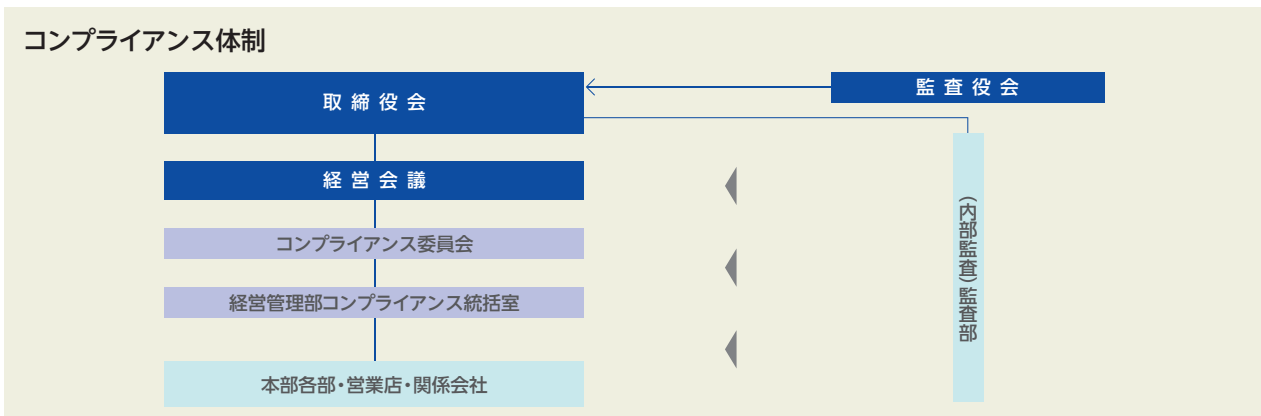 コンプライアンス体制
取締役会
監査役会
経営会議
コンプライアンス委員会
経営管理部コンプライアンス統括室
本部各部・営業店・関係会社
（内部監査）監査部